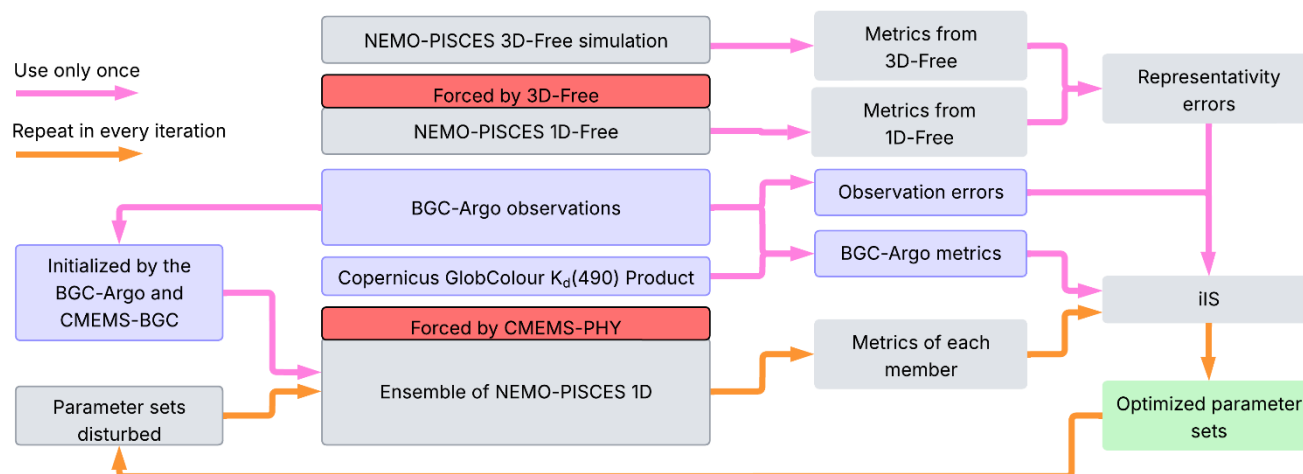 Use only once
Repeat in every iteration
NEMO-PISCES 3D-Free simulation
Metrics from
3D-Free
Representativity
errors
Forced by 3D-Free
NEMO-PISCES 1D-Free
Metrics from
1D-Free
BGC-Argo observations
Observation errors
Initialized by the
BGC-Argo and
CMEMS-BGC
Copernicus GlobColour Kd(490) Product
BGC-Argo metrics
iIS
Forced by CMEMS-PHY
Ensemble of NEMO-PISCES 1D
Metrics of each
member
Parameter sets
disturbed
Optimized parameter
sets